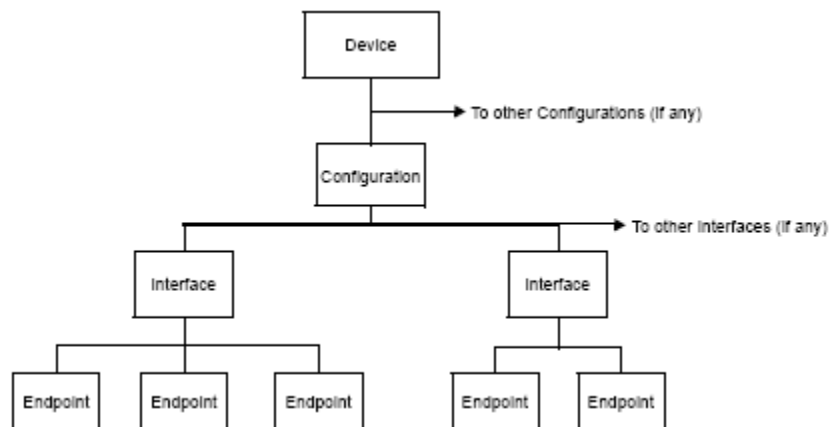 Device
To other Configurations (if any)
Configuration
To other Interfaces (if any)
Interface
Interface
Endpoint
Endpoint
Endpoint
Endpoint
Endpoint